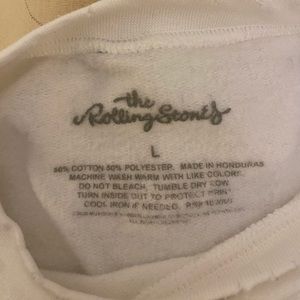 the
Rolling Stones
L
50% COTTON 50% POLYESTER. MADE IN HONDURAS
MACHINE WASH WARM WITH LIKE COLORS
DO NOT BLEACH, TUMBLE DRY LOW
TURN INSIDE OUT TO PROTECT PRINT
COOL IRON IF NEEDED.